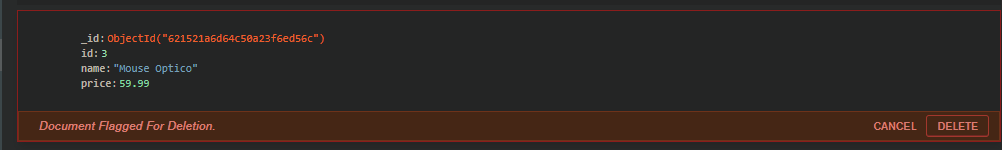 _id: ObjectId("621521a6d64c50a23f6ed56c")
id: 3
name: "Mouse Optico"
price: 59.99
Document Flagged For Deletion.
CANCEL
DELETE